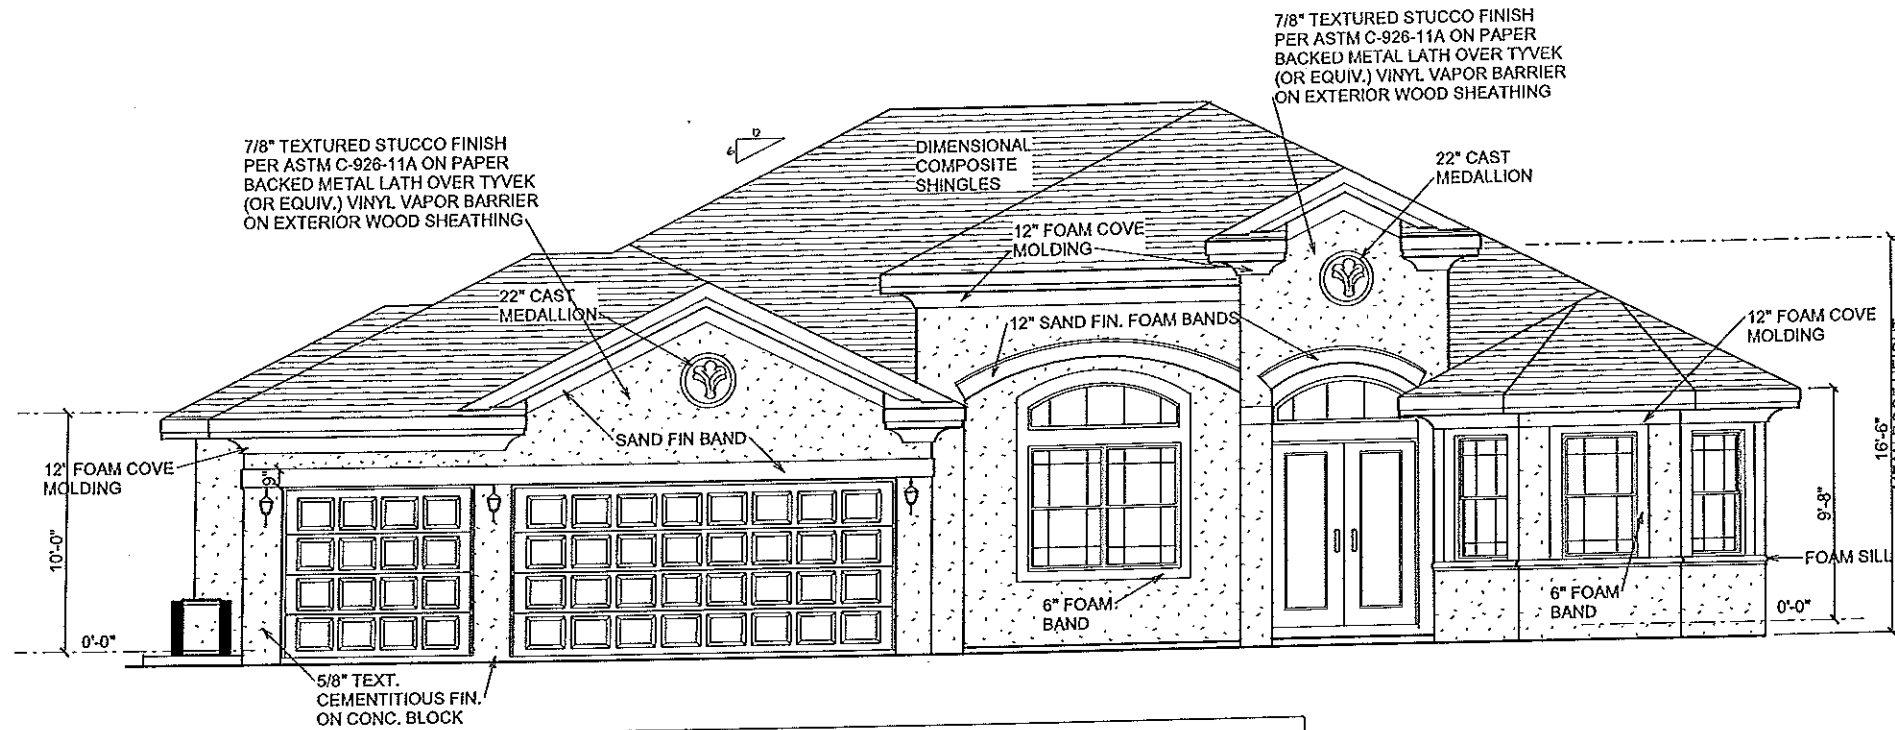 7/8" TEXTURED STUCCO FINISH
PER ASTM C-926-11A ON PAPER
BACKED METAL LATH OVER TYVEK
(OR EQUIV.) VINYL VAPOR BARRIER
ON EXTERIOR WOOD SHEATHING
7/8" TEXTURED STUCCO FINISH
PER ASTM C-926-11A ON PAPER
BACKED METAL LATH OVER TYVEK
(OR EQUIV.) VINYL VAPOR BARRIER
ON EXTERIOR WOOD SHEATHING
12
6
DIMENSIONAL
COMPOSITE
SHINGLES
22" CAST
MEDALLION
12" FOAM COVE
MOLDING
22" CAST
MEDALLION
12" SAND FIN. FOAM BANDS
12" FOAM COVE
MOLDING
SAND FIN BAND
12' FOAM COVE
MOLDING
9"
10'-0"
16'-6"
9'-8"
FOAM SILL
6" FOAM
BAND
6" FOAM
BAND
0'-0"
0'-0"
5/8" TEXT.
CEMENTITIOUS FIN.
ON CONC. BLOCK